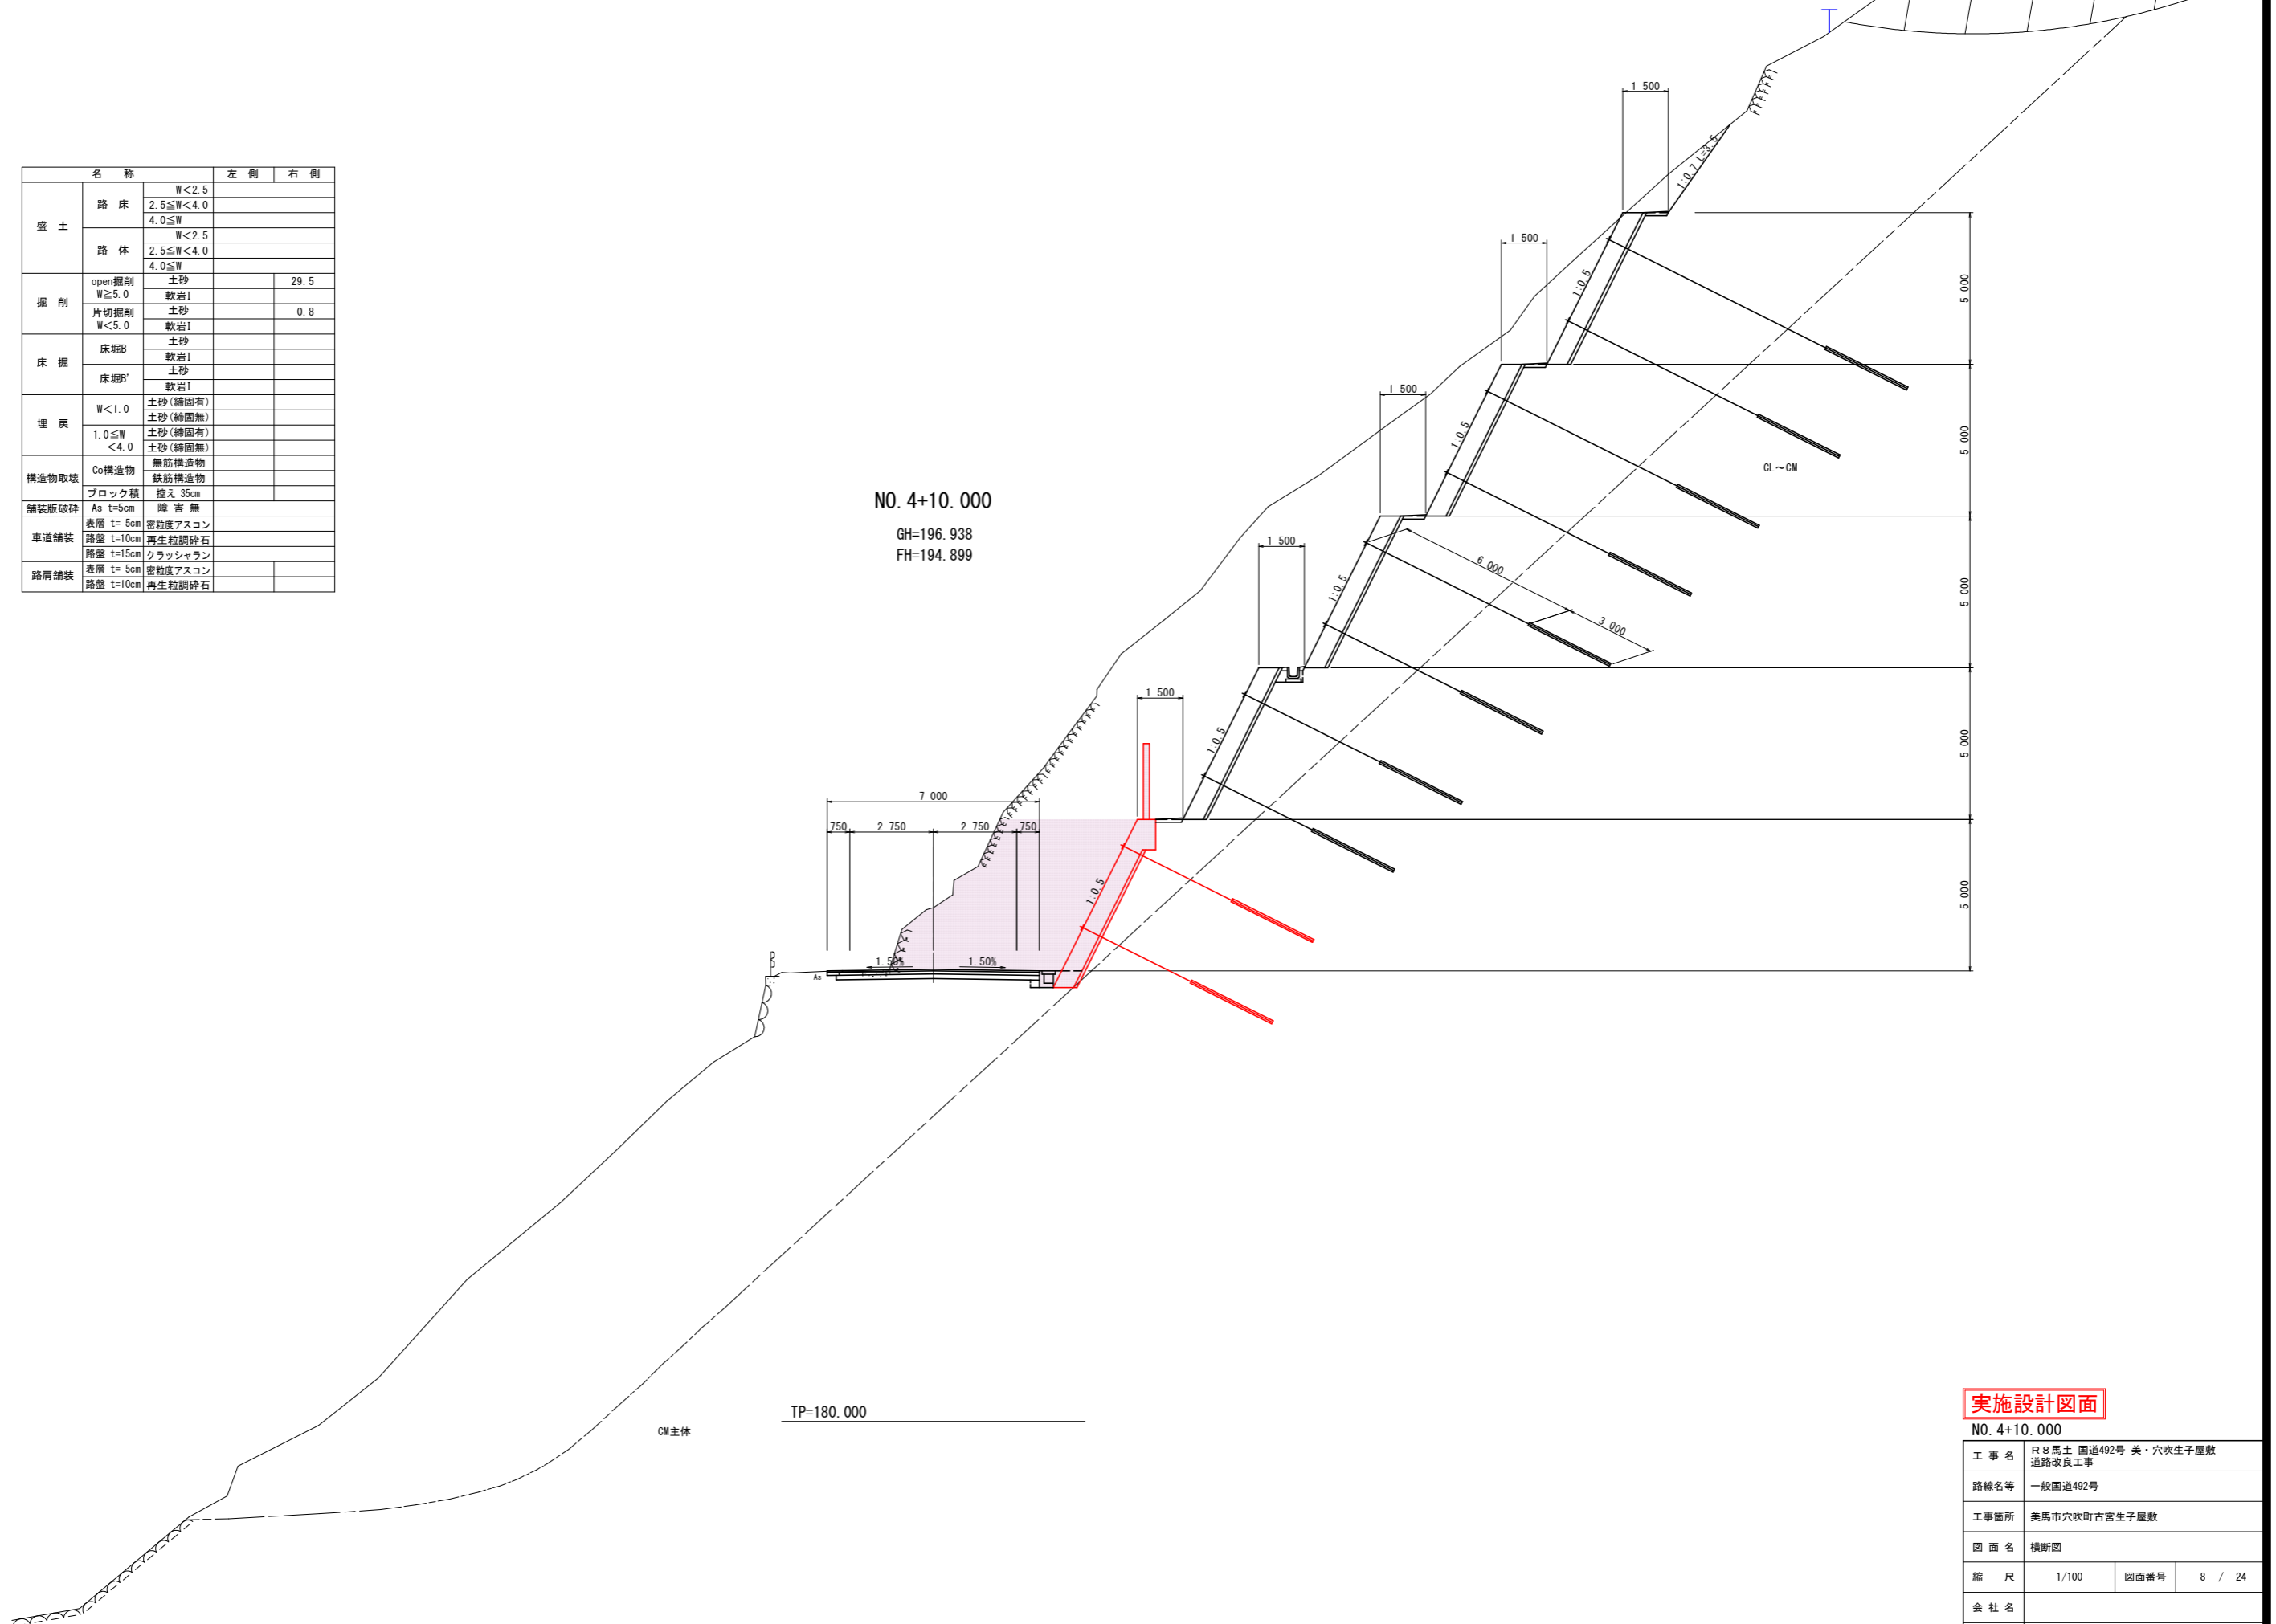 名 称 左 側 右 側
盛 土 路 床 W＜2.5
2.5≦W＜4.0
4.0≦W
路 体 W＜2.5
2.5≦W＜4.0
4.0≦W
掘 削 open掘削 W≧5.0 土砂 29.5
軟岩I
片切掘削 W＜5.0 土砂 0.8
軟岩I
床 掘 床堀B 土砂
軟岩I
床堀B' 土砂
軟岩I
埋 戻 W＜1.0 土砂(締固有)
土砂(締固無)
1.0≦W ＜4.0 土砂(締固有)
土砂(締固無)
構造物取壊 Co構造物 無筋構造物
鉄筋構造物
ブロック積 控え 35cm
舗装版破砕 As t=5cm 障 害 無
車道舗装 表層 t= 5cm 密粒度アスコン
路盤 t=10cm 再生粒調砕石
路盤 t=15cm クラッシャラン
路肩舗装 表層 t= 5cm 密粒度アスコン
路盤 t=10cm 再生粒調砕石
NO.4+10.000
GH=196.938
FH=194.899
1 500
1:0.7 L=3.5
1 500
1:0.5
5 000
1 500
1:0.5
5 000
CL～CM
1 500
1:0.5
6 000
3 000
5 000
1 500
1:0.5
5 000
7 000
750 2 750 2 750 750
1:0.5
5 000
1.50% 1.50%
As
TP=180.000
CM主体
実施設計図面
NO.4+10.000
工 事 名 Ｒ８馬土 国道492号 美・穴吹生子屋敷
道路改良工事
路線名等 一般国道492号
工事箇所 美馬市穴吹町古宮生子屋敷
図 面 名 横断図
縮 尺 1/100 図面番号 8 / 24
会 社 名